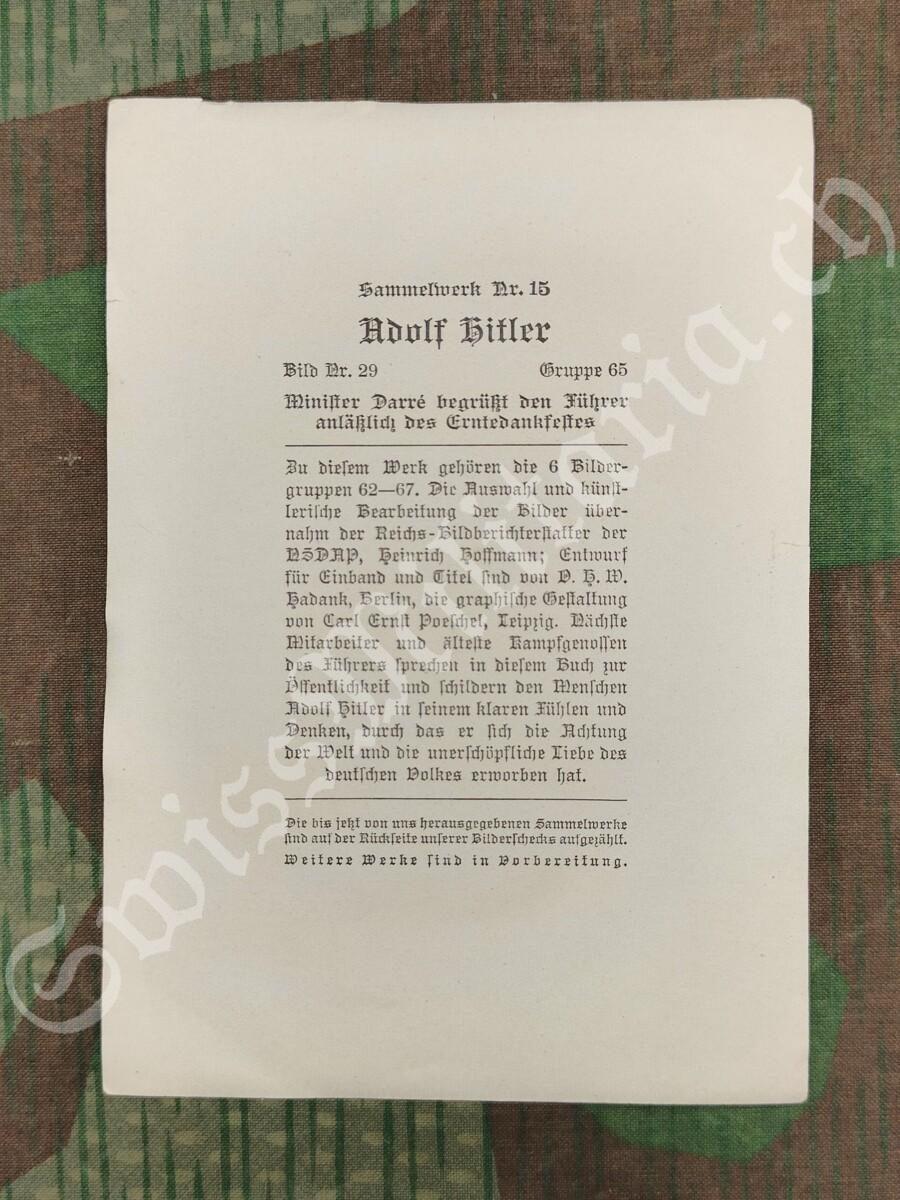 Sammelwerk Nr. 15
Adolf Hitler
Bild Nr. 29 Gruppe 65
Minister Darré begrüßt den Führer
anläßlich des Erntedankfestes
Zu diesem Werk gehören die 6 Bilder-
gruppen 62—67. Die Auswahl und künst-
lerische Bearbeitung der Bilder über-
nahm der Reichs-Bildberichterstatter der
NSDAP, Heinrich Hoffmann; Entwurf
für Einband und Titel sind von O. H. W.
Hadank, Berlin, die graphische Gestaltung
von Carl Ernst Poeschel, Leipzig. Nächste
Mitarbeiter und älteste Kampfgenossen
des Führers sprechen in diesem Buch zur
Öffentlichkeit und schildern den Menschen
Adolf Hitler in seinem klaren Fühlen und
Denken, durch das er sich die Achtung
der Welt und die unerschöpfliche Liebe des
deutschen Volkes erworben hat.
Die bis jetzt von uns herausgegebenen Sammelwerke
sind auf der Rückseite unserer Bilderschecks aufgezählt.
Weitere Werke sind in Vorbereitung.
SwissMilitaria.ch